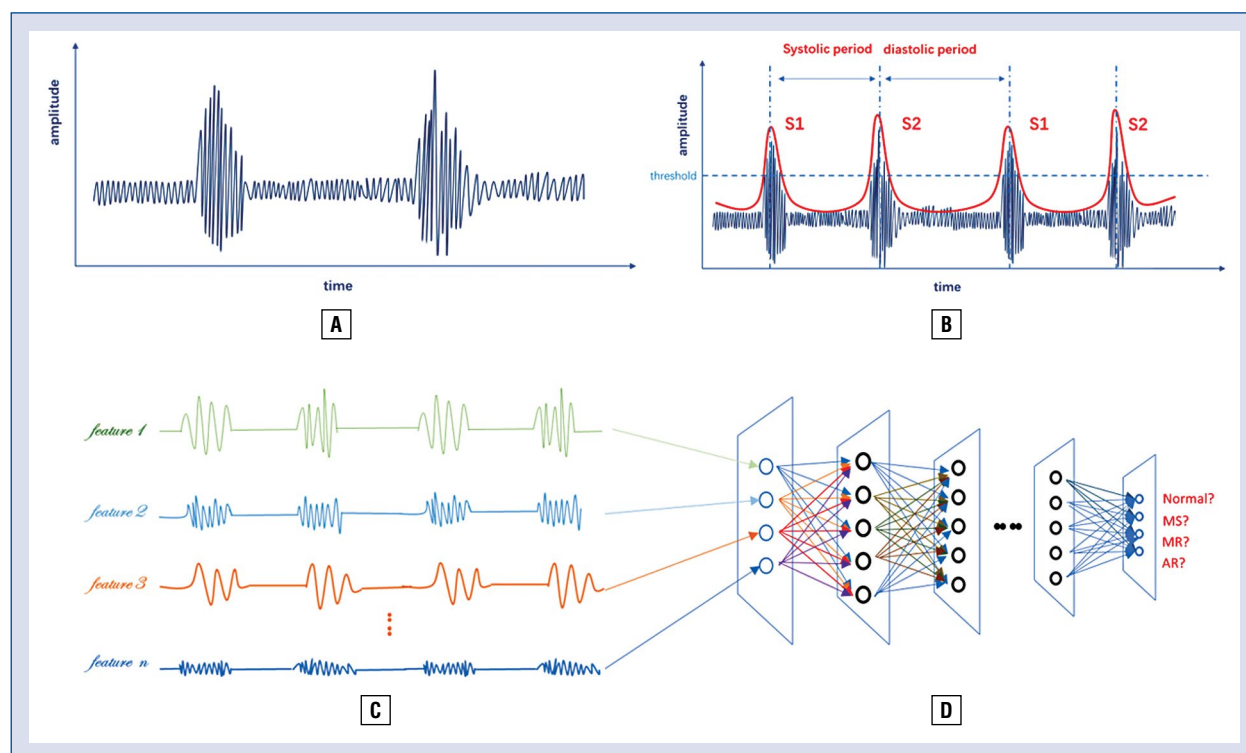 amplitude
time
A
Systolic period diastolic period
amplitude
S1
S2
S1
S2
threshold
time
B
feature 1
feature 2
feature 3
feature n
C
Normal?
MS?
MR?
AR?
D